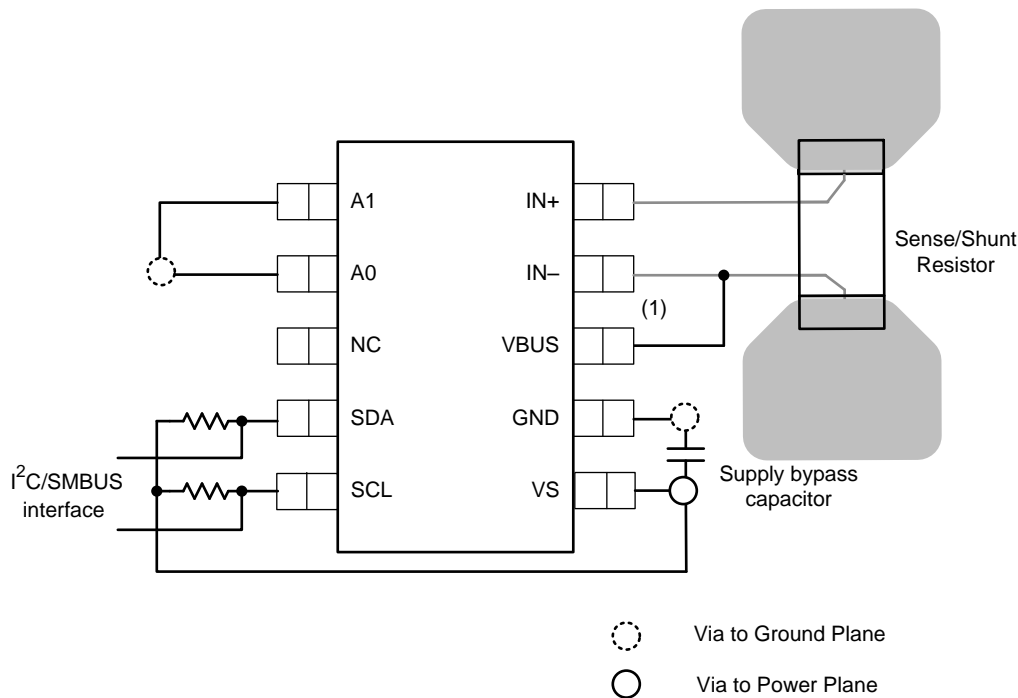 A1
A0
NC
SDA
SCL
IN+
IN–
(1)
VBUS
GND
VS
Sense/Shunt
Resistor
Supply bypass
capacitor
I²C/SMBUS
interface
Via to Ground Plane
Via to Power Plane